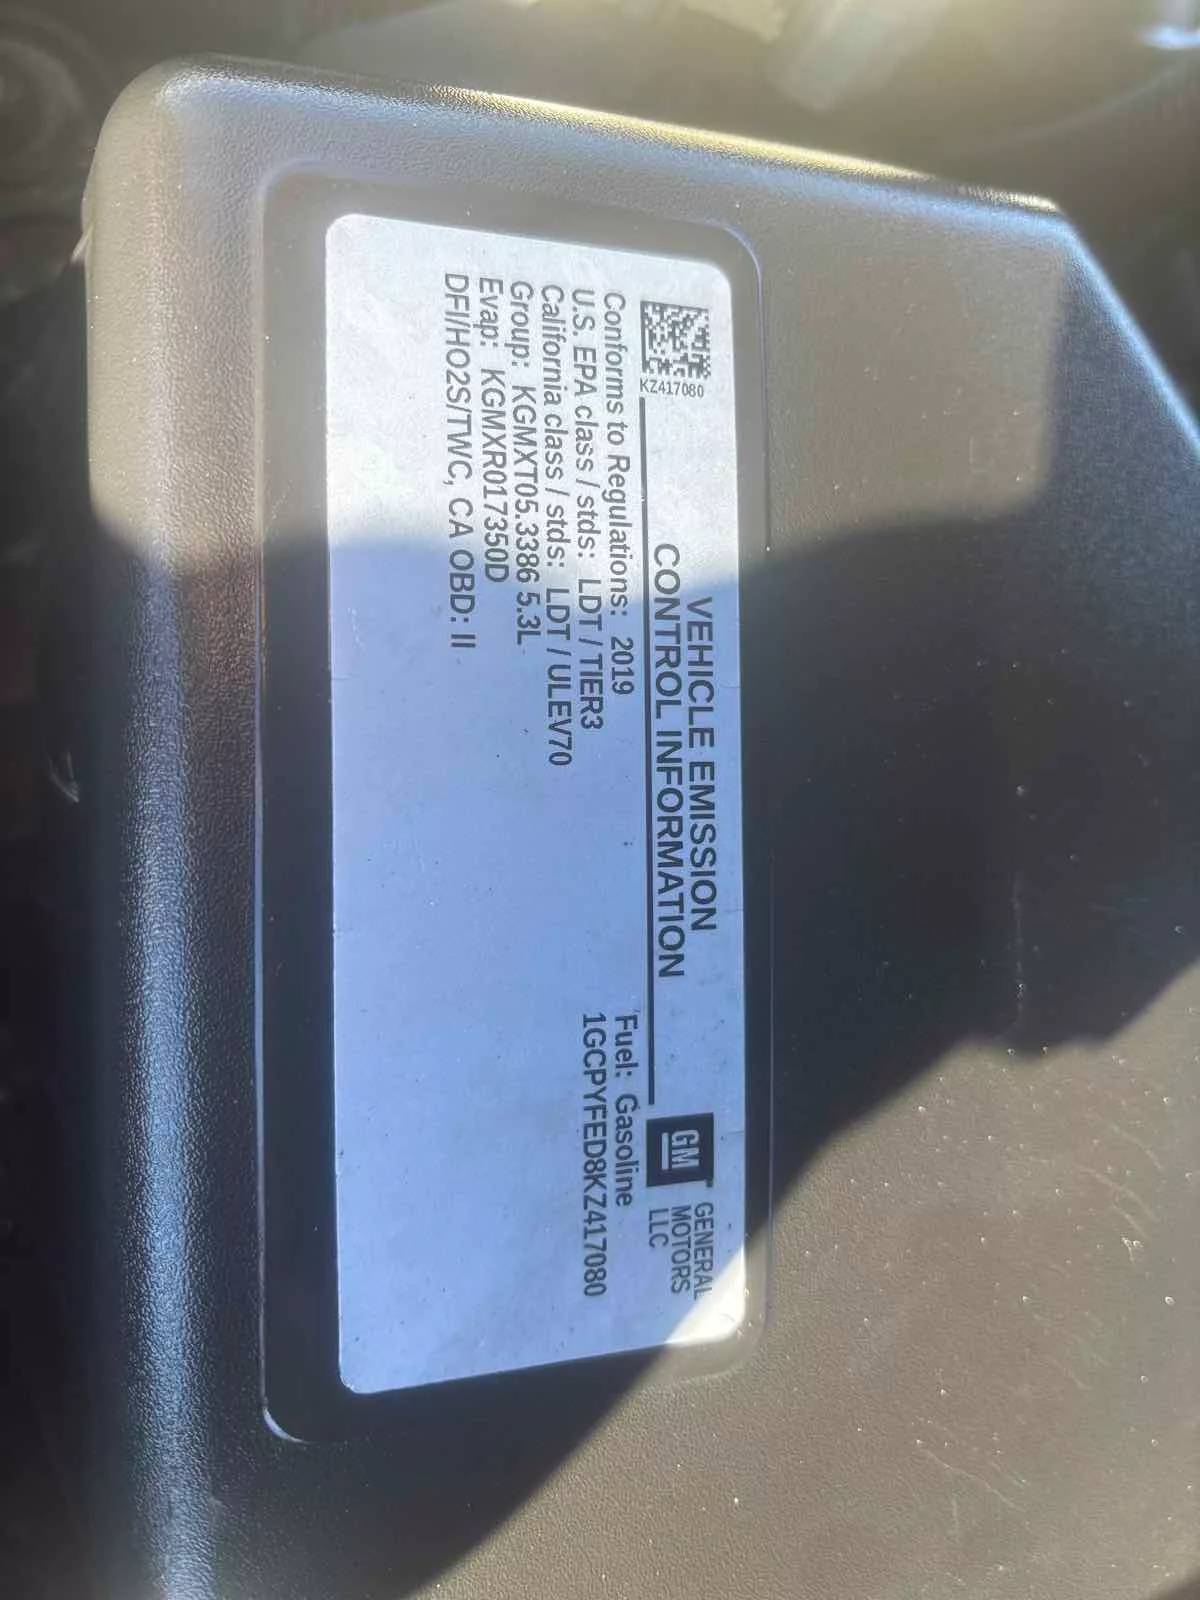 KZ417080
VEHICLE EMISSION
CONTROL INFORMATION
GM
GENERAL
MOTORS
LLC
Conforms to Regulations: 2019
U.S. EPA class / stds: LDT / TIER3
California class / stds: LDT / ULEV70
Group: KGMXT05.3386 5.3L
Evap: KGMXR017350D
DFI/HO2S/TWC, CA OBD: II
Fuel: Gasoline
1GCPYFED8KZ417080